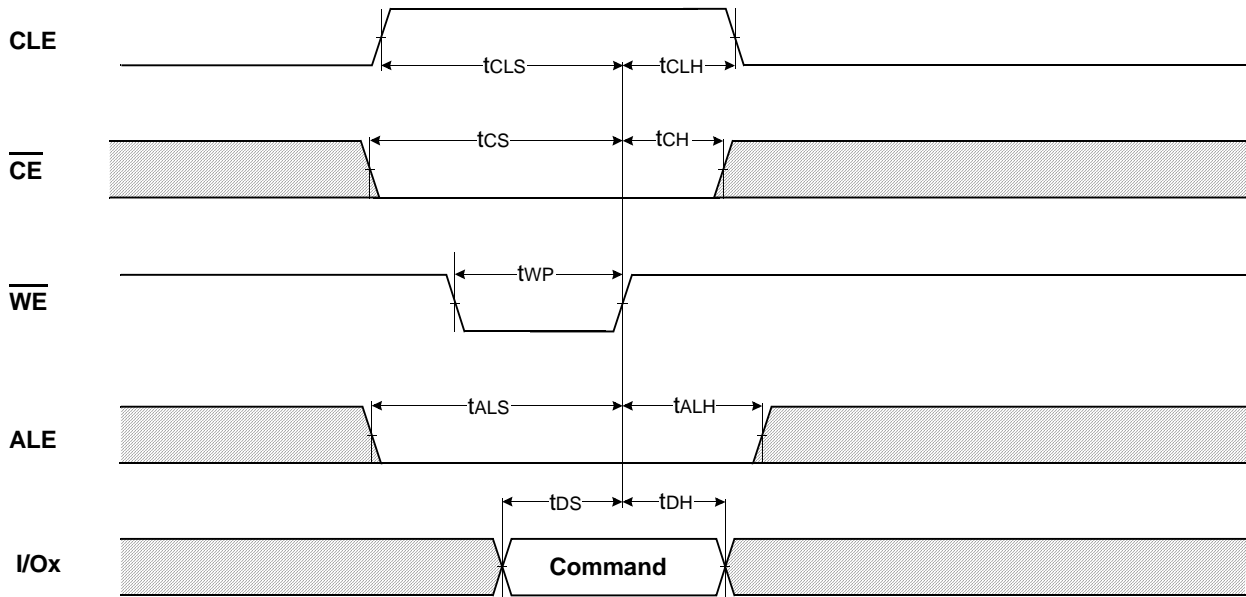 CLE
tCLS
tCLH
CE
tCS
tCH
WE
tWP
ALE
tALS
tALH
I/Ox
tDS
tDH
Command